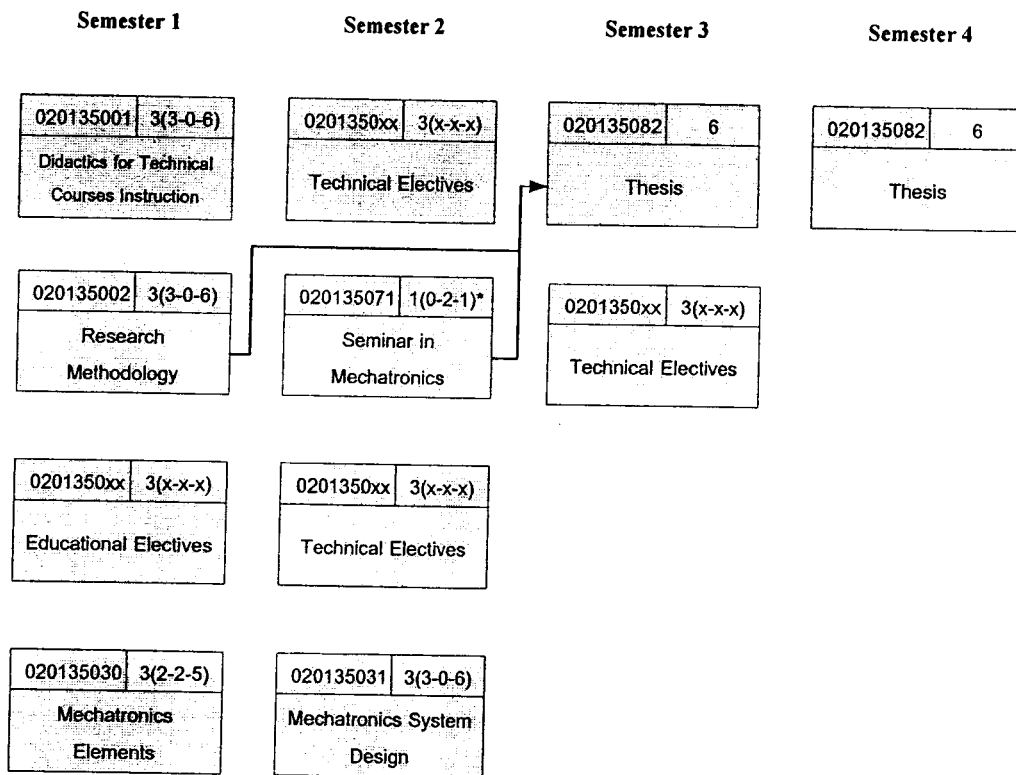 Semester 1
Semester 2
Semester 3
Semester 4
020135001 3(3-0-6)
Didactics for Technical
Courses Instruction
0201350xx 3(x-x-x)
Technical Electives
020135082 6
Thesis
020135082 6
Thesis
020135002 3(3-0-6)
Research
Methodology
020135071 1(0-2-1)*
Seminar in
Mechatronics
0201350xx 3(x-x-x)
Technical Electives
0201350xx 3(x-x-x)
Educational Electives
0201350xx 3(x-x-x)
Technical Electives
020135030 3(2-2-5)
Mechatronics
Elements
020135031 3(3-0-6)
Mechatronics System
Design